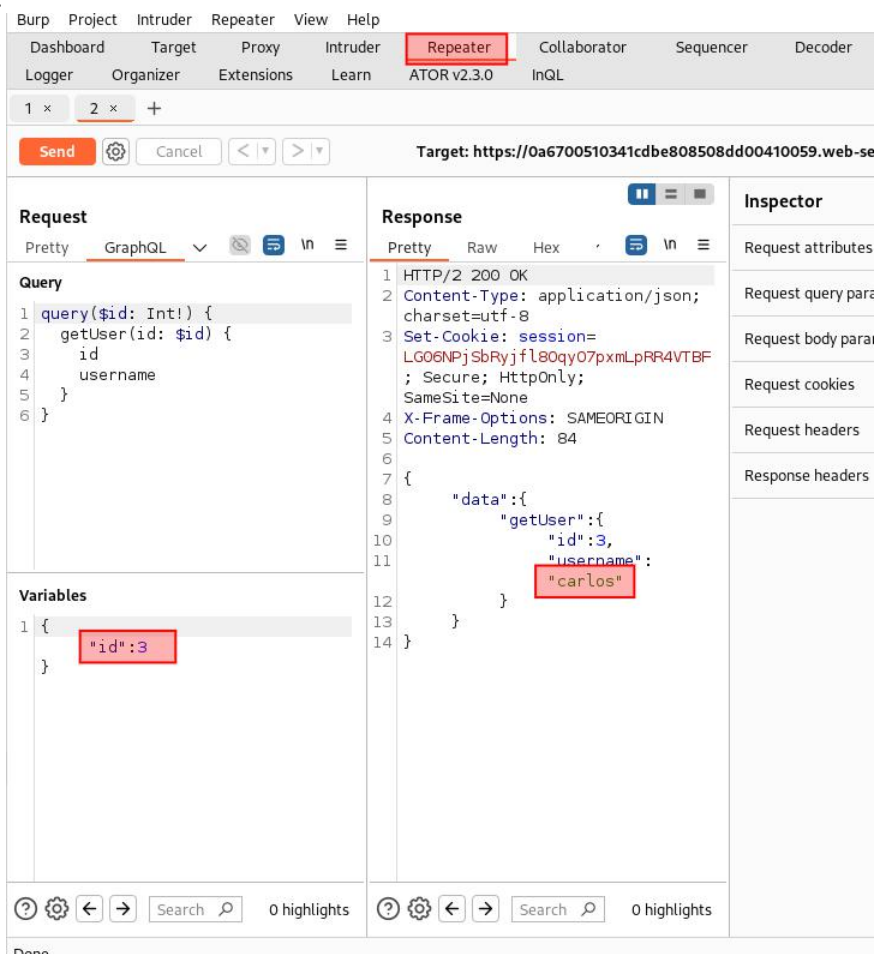 Burp Project Intruder Repeater View Help
Dashboard Target Proxy Intruder Repeater Collaborator Sequencer Decoder
Logger Organizer Extensions Learn ATOR v2.3.0 InQL
1 × 2 × +
Send Cancel < > Target: https://0a6700510341cdbe808508dd00410059.web-se
Request
Pretty GraphQL \n
Query
1 query($id: Int!) {
2 getUser(id: $id) {
3 id
4 username
5 }
6 }
Variables
1 {
"id":3
}
Search 0 highlights
Response
Pretty Raw Hex \n
1 HTTP/2 200 OK
2 Content-Type: application/json;
charset=utf-8
3 Set-Cookie: session=
LG06NPjSbRyjfl8OqyO7pxmLpRR4VTBF
; Secure; HttpOnly;
SameSite=None
4 X-Frame-Options: SAMEORIGIN
5 Content-Length: 84
6
7 {
8 "data":{
9 "getUser":{
10 "id":3,
11 "username":
"carlos"
12 }
13 }
14 }
Search 0 highlights
Inspector
Request attributes
Request query para
Request body para
Request cookies
Request headers
Response headers
Done